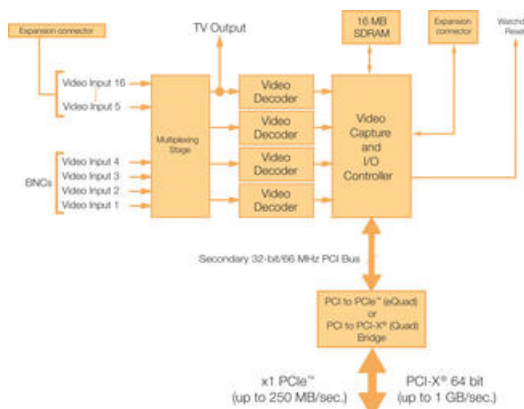 Expansion connector
TV Output
16 MB
SDRAM
Expansion
connector
Reset
Video Input 16
Video Input 5
Multiplexing
Stage
Video
Decoder
Video
Decoder
Video
Decoder
Video
Decoder
Video
Capture
and
I/O
Controller
BNCs
Video Input 4
Video Input 3
Video Input 2
Video Input 1
Secondary 32-bit/66 MHz PCI Bus
PCI to PCIe™ (eQuad)
or
PCI to PCI-X® (Quad)
Bridge
x1 PCIe™
(up to 250 MB/sec.)
PCI-X® 64 bit
(up to 1 GB/sec.)